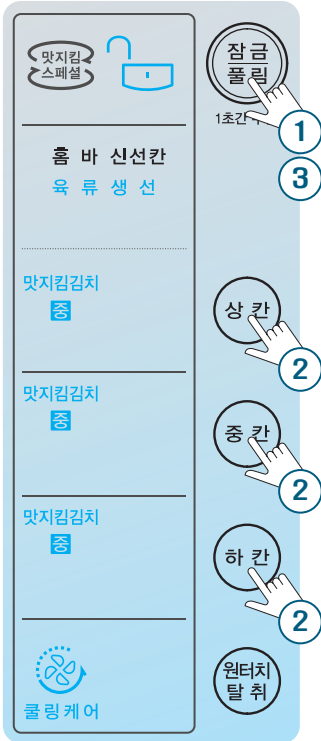 맛지킴
스페셜
잠금
풀림
1초간
1
3
홈 바 신선칸
육 류 생 선
맛지킴김치
중
상 칸
2
맛지킴김치
중
중 칸
2
맛지킴김치
중
하 칸
2
쿨링케어
원터치
탈 취